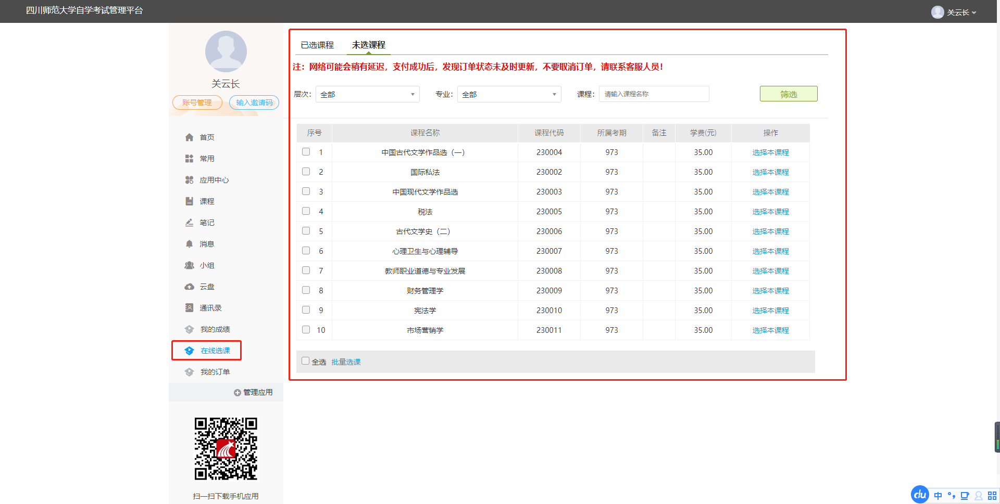 四川师范大学自学考试管理平台
关云长
关云长
账号管理 输入邀请码
首页
常用
应用中心
课程
笔记
消息
小组
云盘
通讯录
我的成绩
在线选课
我的订单
管理应用
扫一扫下载手机应用
已选课程 未选课程
注：网络可能会稍有延迟，支付成功后，发现订单状态未及时更新，不要取消订单，请联系客服人员！
层次： 全部 专业： 全部 课程： 请输入课程名称 筛选
序号 课程名称 课程代码 所属考期 备注 学费(元) 操作
1 中国古代文学作品选（一） 230004 973 35.00 选择本课程
2 国际私法 230002 973 35.00 选择本课程
3 中国现代文学作品选 230003 973 35.00 选择本课程
4 税法 230005 973 35.00 选择本课程
5 古代文学史（二） 230006 973 35.00 选择本课程
6 心理卫生与心理辅导 230007 973 35.00 选择本课程
7 教师职业道德与专业发展 230008 973 35.00 选择本课程
8 财务管理学 230009 973 35.00 选择本课程
9 宪法学 230010 973 35.00 选择本课程
10 市场营销学 230011 973 35.00 选择本课程
全选 批量选课
du 中